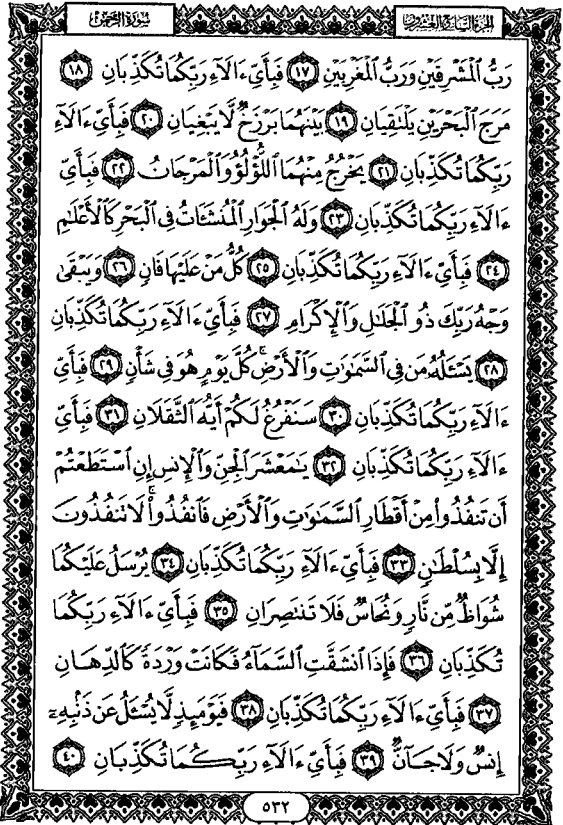 الجزء السابع والعشرون سورة الرحمن
رَبُّ ٱلْمَشْرِقَيْنِ وَرَبُّ ٱلْمَغْرِبَيْنِ ١٧ فَبِأَيِّ ءَالَآءِ رَبِّكُمَا تُكَذِّبَانِ ١٨
مَرَجَ ٱلْبَحْرَيْنِ يَلْتَقِيَانِ ١٩ بَيْنَهُمَا بَرْزَخٌ لَّا يَبْغِيَانِ ٢٠ فَبِأَيِّ ءَالَآءِ
رَبِّكُمَا تُكَذِّبَانِ ٢١ يَخْرُجُ مِنْهُمَا ٱللُّؤْلُؤُ وَٱلْمَرْجَانُ ٢٢ فَبِأَيِّ
ءَالَآءِ رَبِّكُمَا تُكَذِّبَانِ ٢٣ وَلَهُ ٱلْجَوَارِ ٱلْمُنشَـَٔاتُ فِى ٱلْبَحْرِ كَٱلْأَعْلَـٰمِ
٢٤ فَبِأَيِّ ءَالَآءِ رَبِّكُمَا تُكَذِّبَانِ ٢٥ كُلُّ مَنْ عَلَيْهَا فَانٍ ٢٦ وَيَبْقَىٰ
وَجْهُ رَبِّكَ ذُو ٱلْجَلَـٰلِ وَٱلْإِكْرَامِ ٢٧ فَبِأَيِّ ءَالَآءِ رَبِّكُمَا تُكَذِّبَانِ
٢٨ يَسْـَٔلُهُۥ مَن فِى ٱلسَّمَـٰوَٰتِ وَٱلْأَرْضِ ۚ كُلَّ يَوْمٍ هُوَ فِى شَأْنٍ ٢٩ فَبِأَيِّ
ءَالَآءِ رَبِّكُمَا تُكَذِّبَانِ ٣٠ سَنَفْرُغُ لَكُمْ أَيُّهَ ٱلثَّقَلَانِ ٣١ فَبِأَيِّ
ءَالَآءِ رَبِّكُمَا تُكَذِّبَانِ ٣٢ يَـٰمَعْشَرَ ٱلْجِنِّ وَٱلْإِنسِ إِنِ ٱسْتَطَعْتُمْ
أَن تَنفُذُوا۟ مِنْ أَقْطَارِ ٱلسَّمَـٰوَٰتِ وَٱلْأَرْضِ فَٱنفُذُوا۟ ۚ لَا تَنفُذُونَ
إِلَّا بِسُلْطَـٰنٍ ٣٣ فَبِأَيِّ ءَالَآءِ رَبِّكُمَا تُكَذِّبَانِ ٣٤ يُرْسَلُ عَلَيْكُمَا
شُوَاظٌ مِّن نَّارٍ وَنُحَاسٌ فَلَا تَنتَصِرَانِ ٣٥ فَبِأَيِّ ءَالَآءِ رَبِّكُمَا
تُكَذِّبَانِ ٣٦ فَإِذَا ٱنشَقَّتِ ٱلسَّمَآءُ فَكَانَتْ وَرْدَةً كَٱلدِّهَانِ
٣٧ فَبِأَيِّ ءَالَآءِ رَبِّكُمَا تُكَذِّبَانِ ٣٨ فَيَوْمَئِذٍ لَّا يُسْـَٔلُ عَن ذَنۢبِهِۦٓ
إِنسٌ وَلَا جَآنٌّ ٣٩ فَبِأَيِّ ءَالَآءِ رَبِّكُمَا تُكَذِّبَانِ ٤٠
٥٣٢